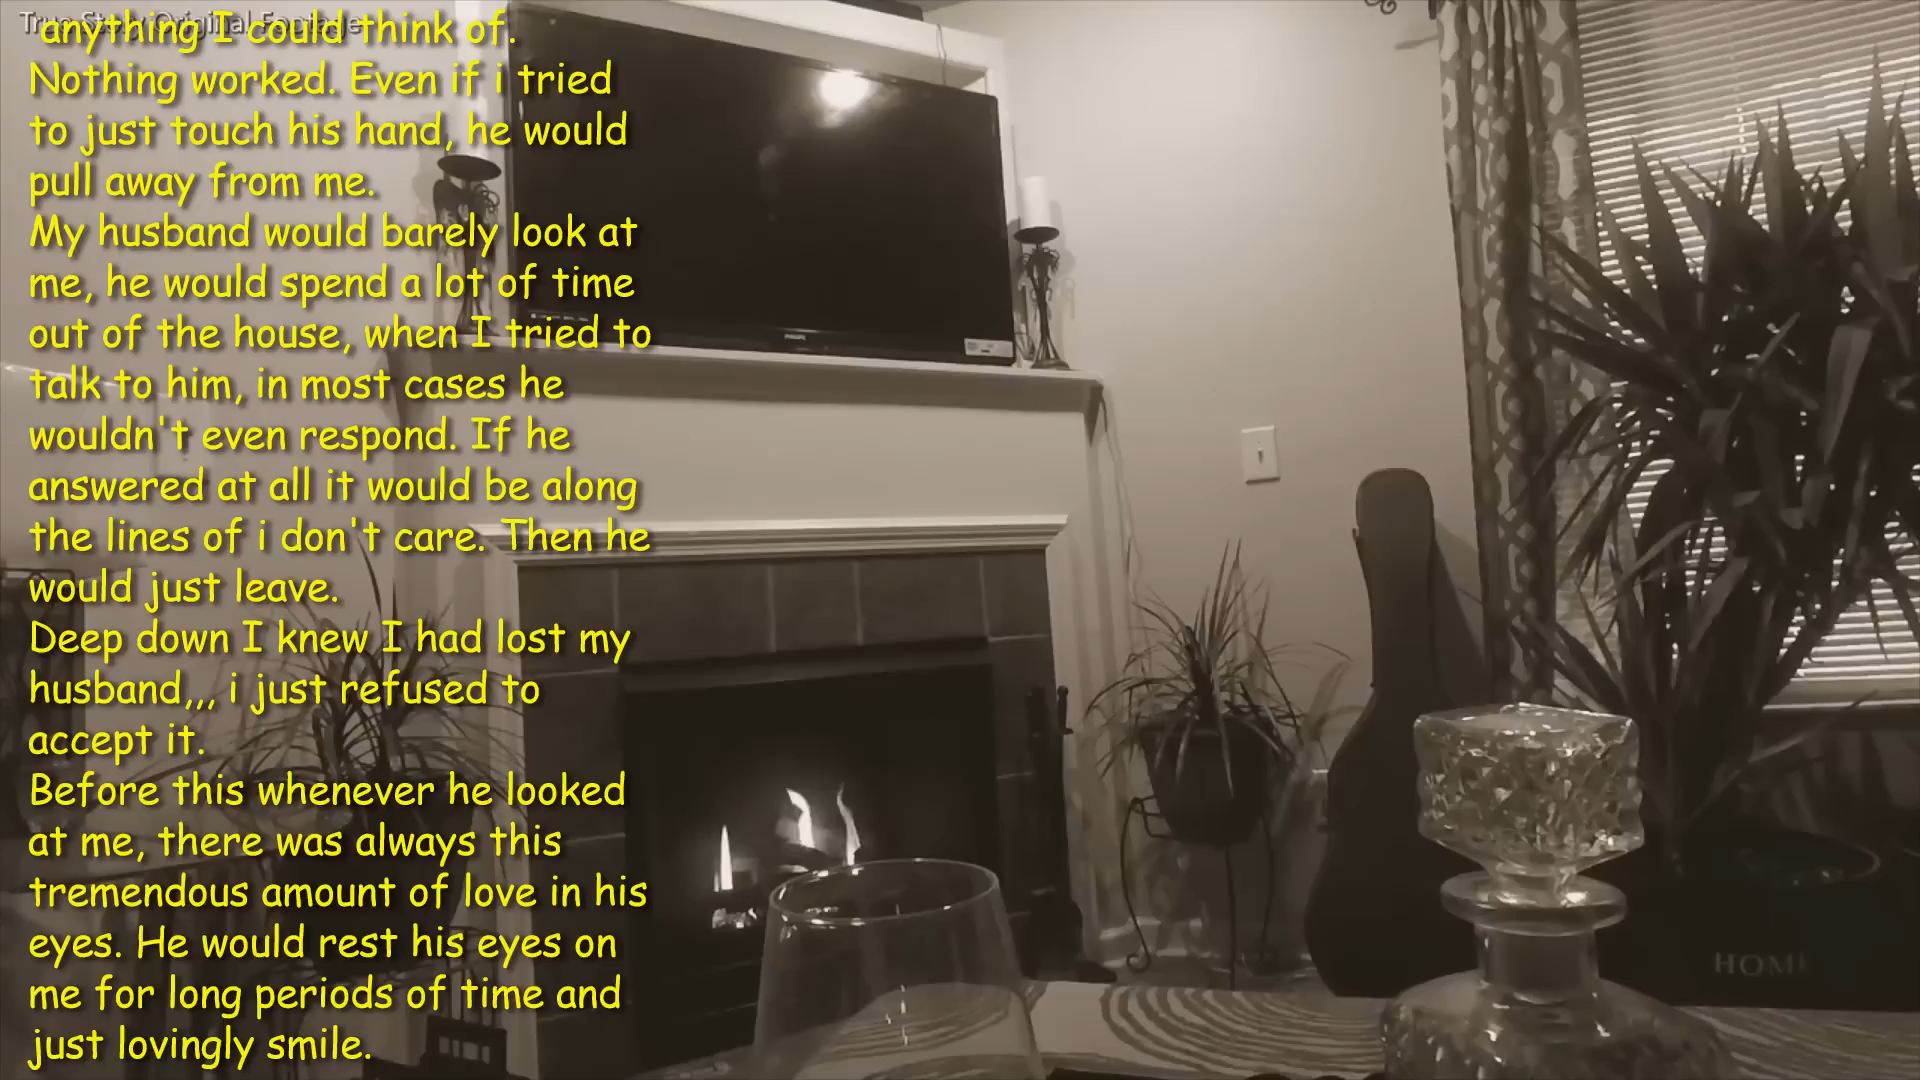 True Story Original Footage
anything I could think of.
Nothing worked. Even if i tried
to just touch his hand, he would
pull away from me.
My husband would barely look at
me, he would spend a lot of time
out of the house, when I tried to
talk to him, in most cases he
wouldn't even respond. If he
answered at all it would be along
the lines of i don't care. Then he
would just leave.
Deep down I knew I had lost my
husband,,, i just refused to
accept it.
Before this whenever he looked
at me, there was always this
tremendous amount of love in his
eyes. He would rest his eyes on
me for long periods of time and
just lovingly smile.
PHILIPS
HOME